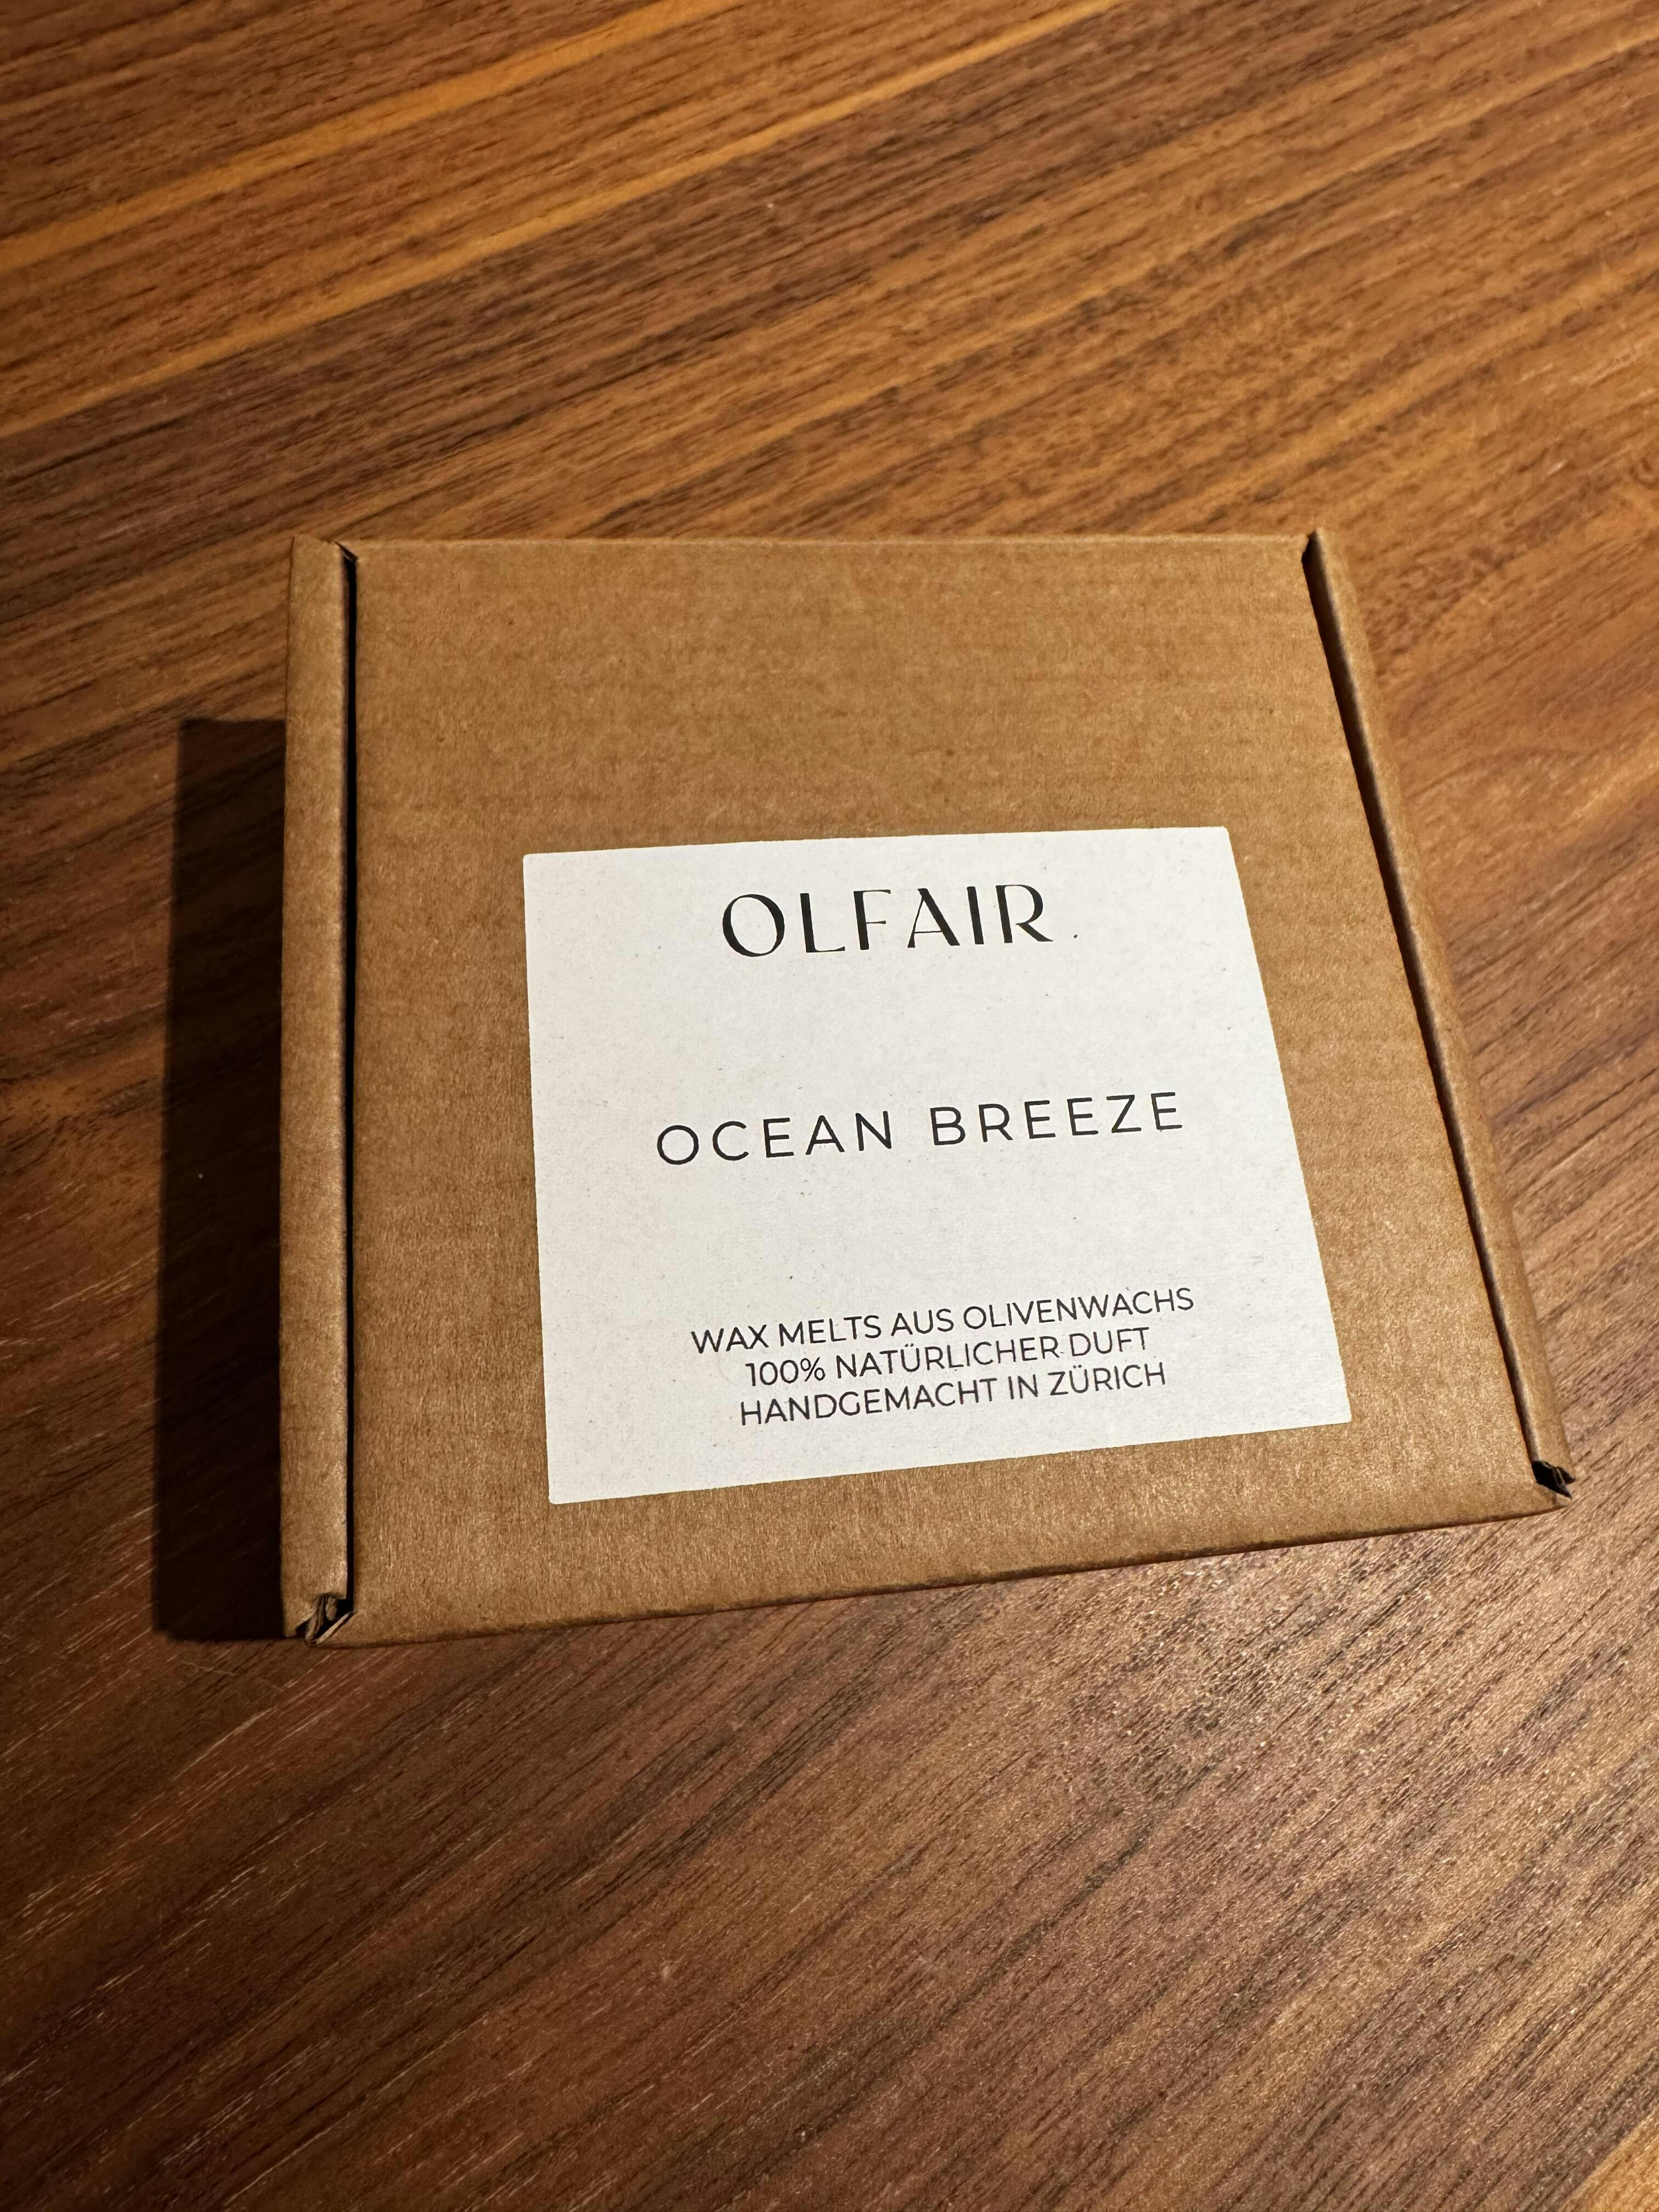 OLFAIR
OCEAN BREEZE
WAX MELTS AUS OLIVENWACHS
100% NATÜRLICHER DUFT
HANDGEMACHT IN ZÜRICH